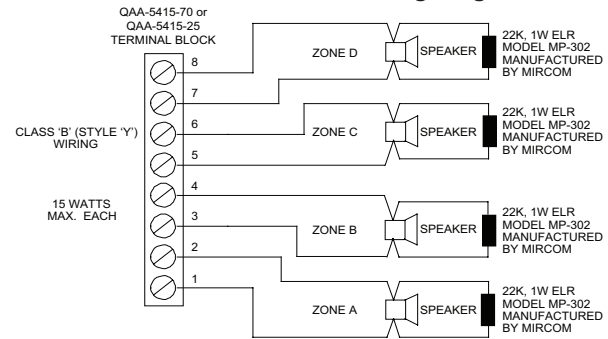 QAA-5415-70 or
QAA-5415-25
TERMINAL BLOCK
8
7
6
5
4
3
2
1
CLASS 'B' (STYLE 'Y')
WIRING
15 WATTS
MAX. EACH
ZONE D
SPEAKER
22K, 1W ELR
MODEL MP-302
MANUFACTURED
BY MIRCOM
ZONE C
SPEAKER
22K, 1W ELR
MODEL MP-302
MANUFACTURED
BY MIRCOM
ZONE B
SPEAKER
22K, 1W ELR
MODEL MP-302
MANUFACTURED
BY MIRCOM
ZONE A
SPEAKER
22K, 1W ELR
MODEL MP-302
MANUFACTURED
BY MIRCOM